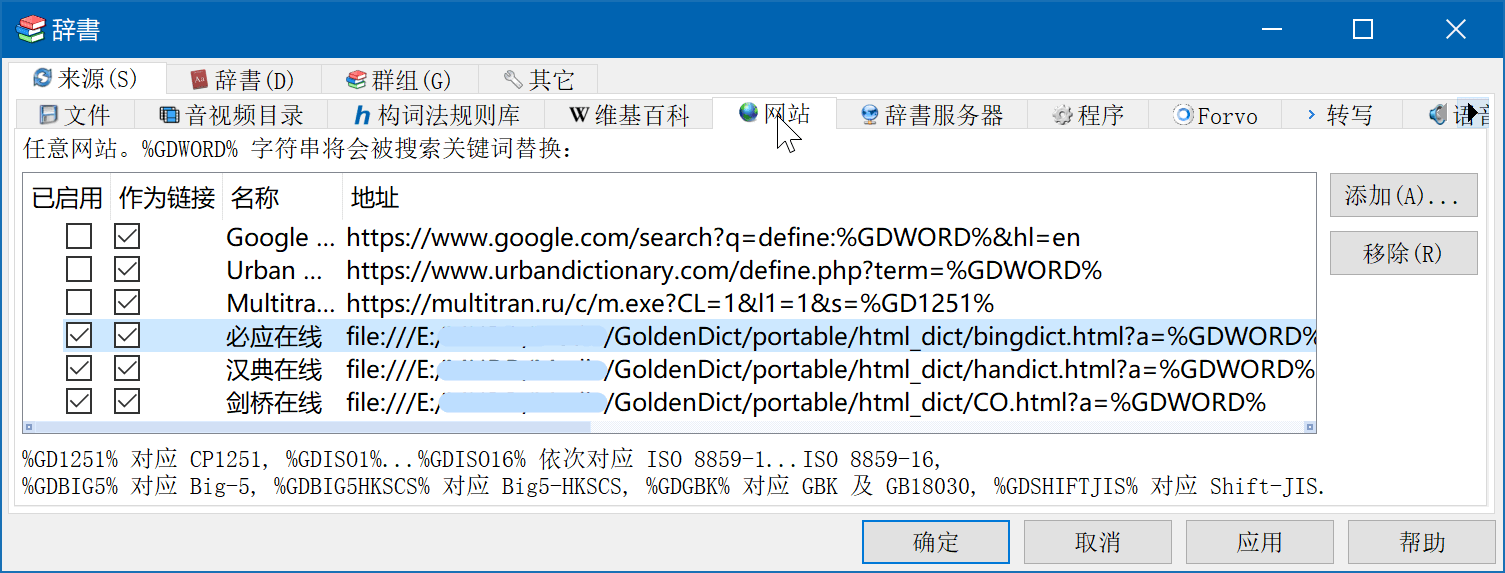 辞書
来源(S) 辞書(D) 群组(G) 其它
文件 音视频目录 构词法规则库 维基百科 网站 辞書服务器 程序 Forvo 转写
任意网站。%GDWORD% 字符串将会被搜索关键词替换：
已启用 作为链接 名称 地址
添加(A)...
Google ... https://www.google.com/search?q=define:%GDWORD%&hl=en
移除(R)
Urban ... https://www.urbandictionary.com/define.php?term=%GDWORD%
Multitra... https://multitran.ru/c/m.exe?CL=1&l1=1&s=%GD1251%
必应在线 file:///E:/ /GoldenDict/portable/html_dict/bingdict.html?a=%GDWORD%
汉典在线 file:///E:/ /GoldenDict/portable/html_dict/handict.html?a=%GDWORD%
剑桥在线 file:///E:/ /GoldenDict/portable/html_dict/CO.html?a=%GDWORD%
%GD1251% 对应 CP1251, %GDISO1%...%GDISO16% 依次对应 ISO 8859-1...ISO 8859-16,
%GDBIG5% 对应 Big-5, %GDBIG5HKSCS% 对应 Big5-HKSCS, %GDGBK% 对应 GBK 及 GB18030, %GDSHIFTJIS% 对应 Shift-JIS.
确定 取消 应用 帮助